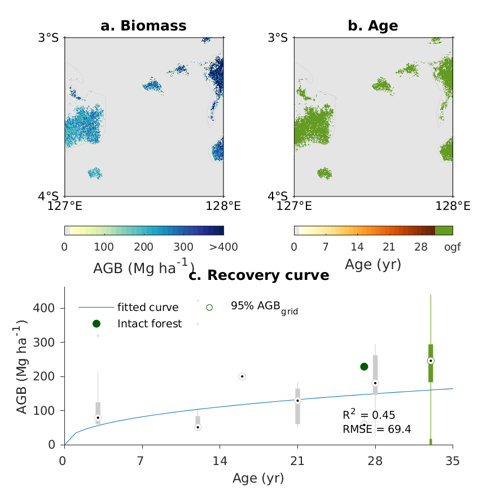 a. Biomass
b. Age
3°S
3°S
4°S
4°S
127°E
128°E
127°E
128°E
0 100 200 300 >400
0 7 14 21 28 ogf
AGB (Mg ha-1)
Age (yr)
c. Recovery curve
fitted curve
95% AGBgrid
Intact forest
400
300
200
100
0
AGB (Mg ha-1)
R2 = 0.45
RMSE = 69.4
0 7 14 21 28 35
Age (yr)